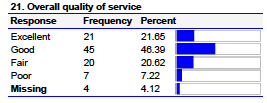 21. Overall quality of service
Response Frequency Percent
Excellent 21 21.65
Good 45 46.39
Fair 20 20.62
Poor 7 7.22
Missing 4 4.12